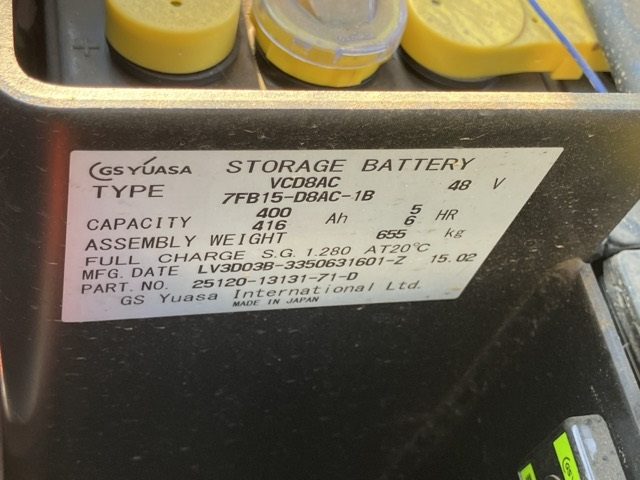 +
GS YUASA STORAGE BATTERY
TYPE VCD8AC 48 V
7FB15-D8AC-1B
CAPACITY 400 Ah 5 HR
416 6
ASSEMBLY WEIGHT 655 kg
FULL CHARGE S.G. 1.280 AT20°C
MFG. DATE LV3D03B-3350631601-Z 15.02
PART. NO. 25120-13131-71-D
GS Yuasa International Ltd.
MADE IN JAPAN
GS YU